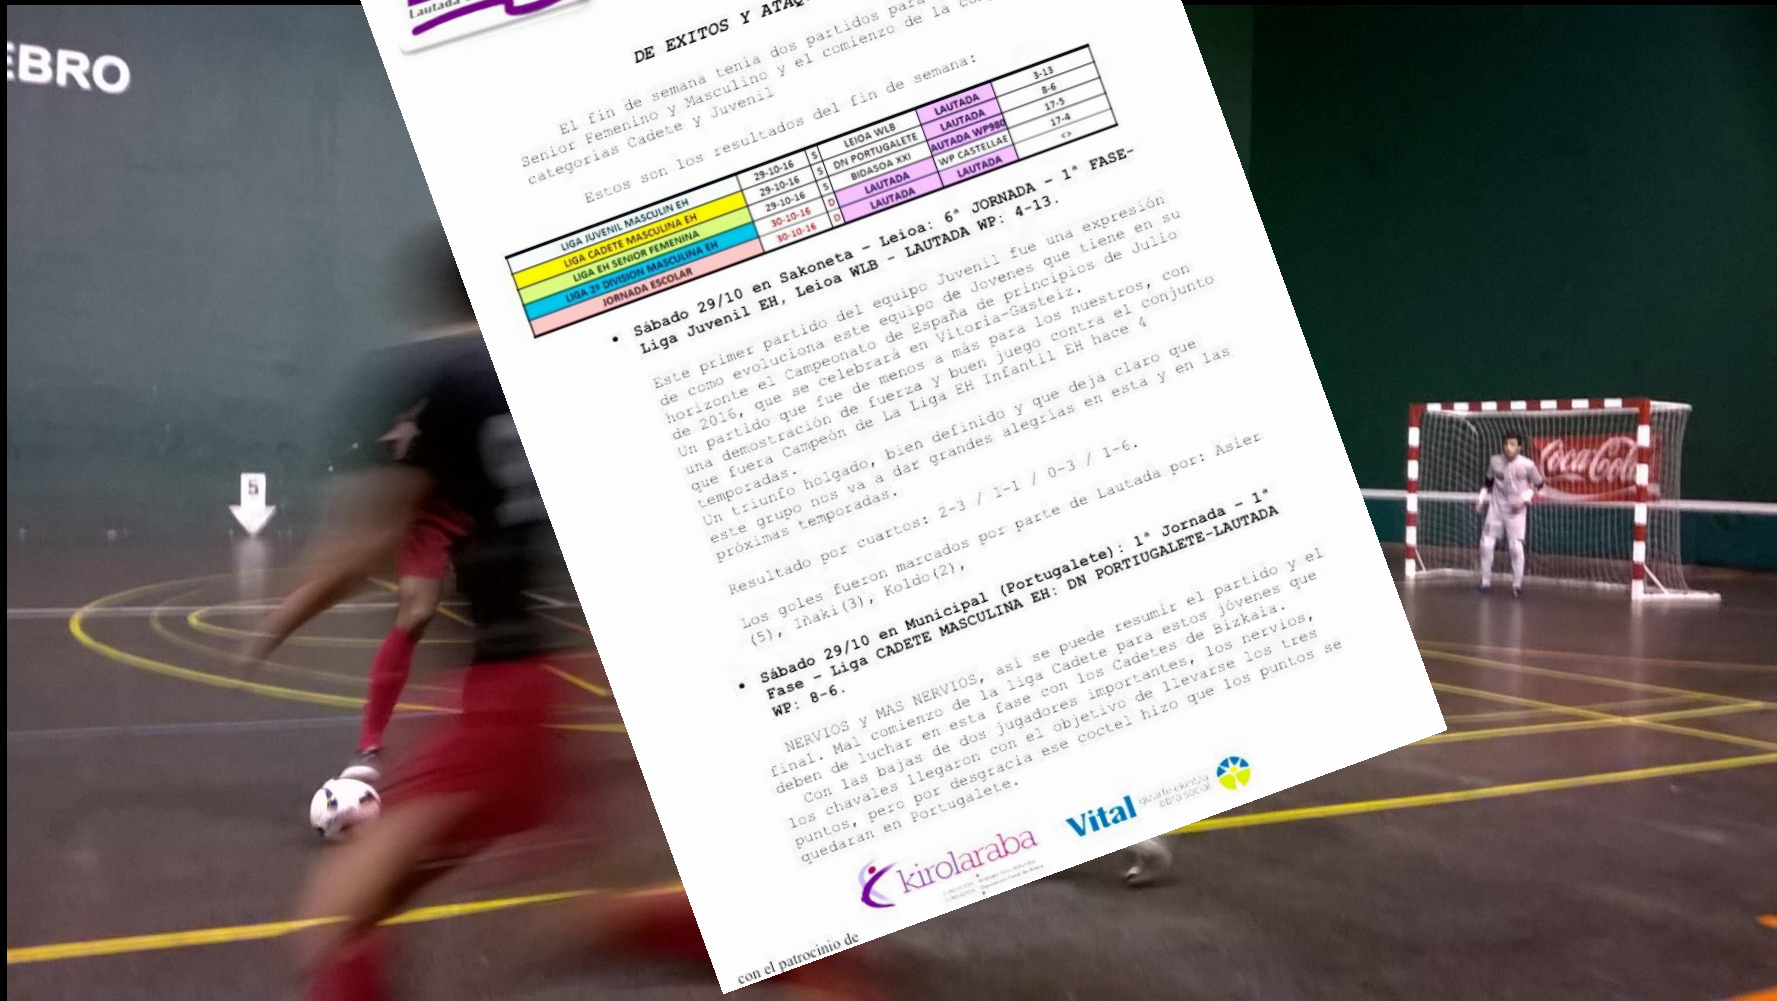 EBRO
5
Coca-Cola
Lautada
DE EXITOS Y
El fin de semana tenia dos partidos para
Senior Femenino y Masculino y el comienzo de la
categorias Cadete y Juvenil
Estos son los resultados del fin de semana:
LIGA JUVENIL MASCULIN EH 29-10-16 S LEIOA WLB LAUTADA 3-13
LIGA CADETE MASCULINA EH 29-10-16 S DN PORTUGALETE LAUTADA 8-6
LIGA EH SENIOR FEMENINA 29-10-16 S BIDASOA XXI AUTADA WP980 17-5
LIGA 2ª DIVISION MASCULINA EH 30-10-16 D LAUTADA WP CASTELLAE 17-4
JORNADA ESCOLAR 30-10-16 D LAUTADA LAUTADA <>
• Sábado 29/10 en Sakoneta - Leioa: 6ª JORNADA - 1ª FASE-
Liga Juvenil EH, Leioa WLB - LAUTADA WP: 4-13.
Este primer partido del equipo Juvenil fue una expresión
de como evoluciona este equipo de Jovenes que tiene en su
horizonte el Campeonato de España de principios de Julio
de 2016, que se celebrará en Vitoria-Gasteiz.
Un partido que fue de menos a más para los nuestros, con
una demostración de fuerza y buen juego contra el conjunto
que fuera Campeón de La Liga EH Infantil EH hace 4
temporadas.
Un triunfo holgado, bien definido y que deja claro que
este grupo nos va a dar grandes alegrias en esta y en las
próximas temporadas.
Resultado por cuartos: 2-3 / 1-1 / 0-3 / 1-6.
Los goles fueron marcados por parte de Lautada por: Asier
(5), Iñaki(3), Koldo(2),
• Sábado 29/10 en Municipal (Portugalete): 1ª Jornada - 1ª
Fase - Liga CADETE MASCULINA EH: DN PORTIUGALETE-LAUTADA
WP: 8-6.
NERVIOS y MAS NERVIOS, asi se puede resumir el partido y el
final. Mal comienzo de la liga Cadete para estos jóvenes que
deben de luchar en esta fase con los Cadetes de Bizkaia.
Con las bajas de dos jugadores importantes, los nervios,
los chavales llegaron con el objetivo de llevarse los tres
puntos, pero por desgracia ese coctel hizo que los puntos se
quedaran en Portugalete.
kirolaraba
Vital
gizarte ekintza
obra social
con el patrocinio de